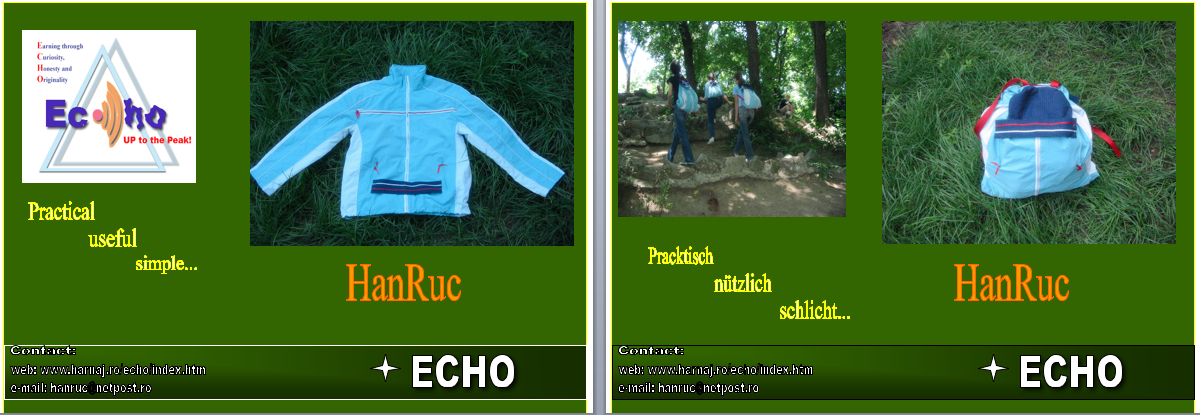 Earning through
Curiosity,
Honesty and
Originality
Echo
UP to the Peak!
Practical
useful
simple...
HanRuc
Contact:
web: www.harnaj.ro/echo/index.htm
e-mail: hanruc@netpost.ro
ECHO
Pracktisch
nützlich
schlicht...
HanRuc
Contact:
web: www.harnaj.ro/echo/index.htm
e-mail: hanruc@netpost.ro
ECHO